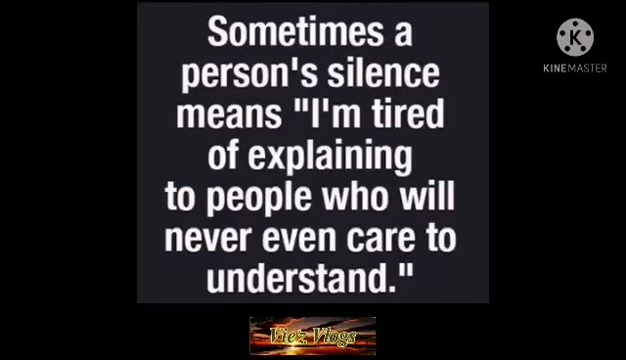 Sometimes a
person's silence
means "I'm tired
of explaining
to people who will
never even care to
understand."
KINEMASTER
Viez Vlogs